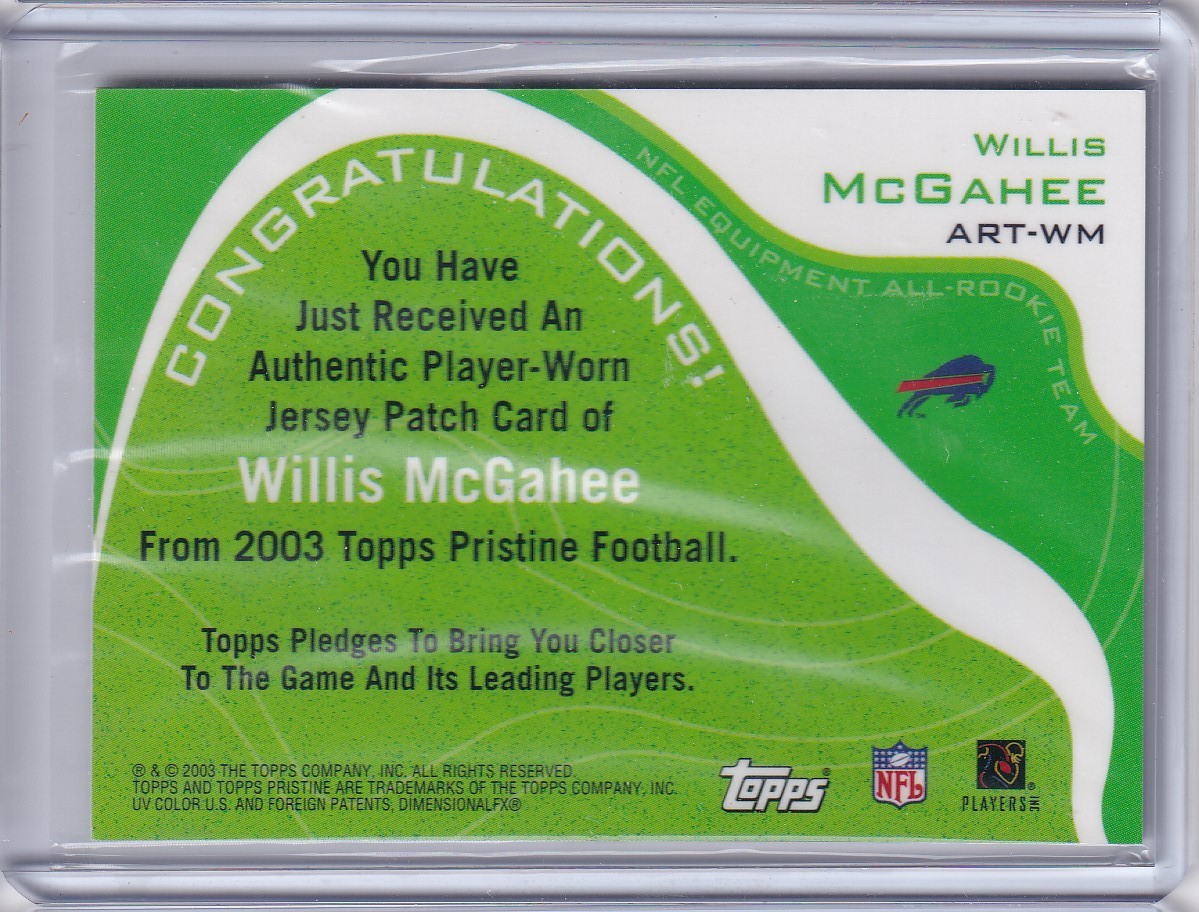 WILLIS
MCGAHEE
ART-WM
NFL EQUIPMENT ALL-ROOKIE TEAM
CONGRATULATIONS!
You Have
Just Received An
Authentic Player-Worn
Jersey Patch Card of
Willis McGahee
From 2003 Topps Pristine Football.
Topps Pledges To Bring You Closer
To The Game And Its Leading Players.
® & © 2003 THE TOPPS COMPANY, INC. ALL RIGHTS RESERVED.
TOPPS AND TOPPS PRISTINE ARE TRADEMARKS OF THE TOPPS COMPANY, INC.
UV COLOR U.S. AND FOREIGN PATENTS, DIMENSIONALFX®
topps®
NFL
PLAYERS INC